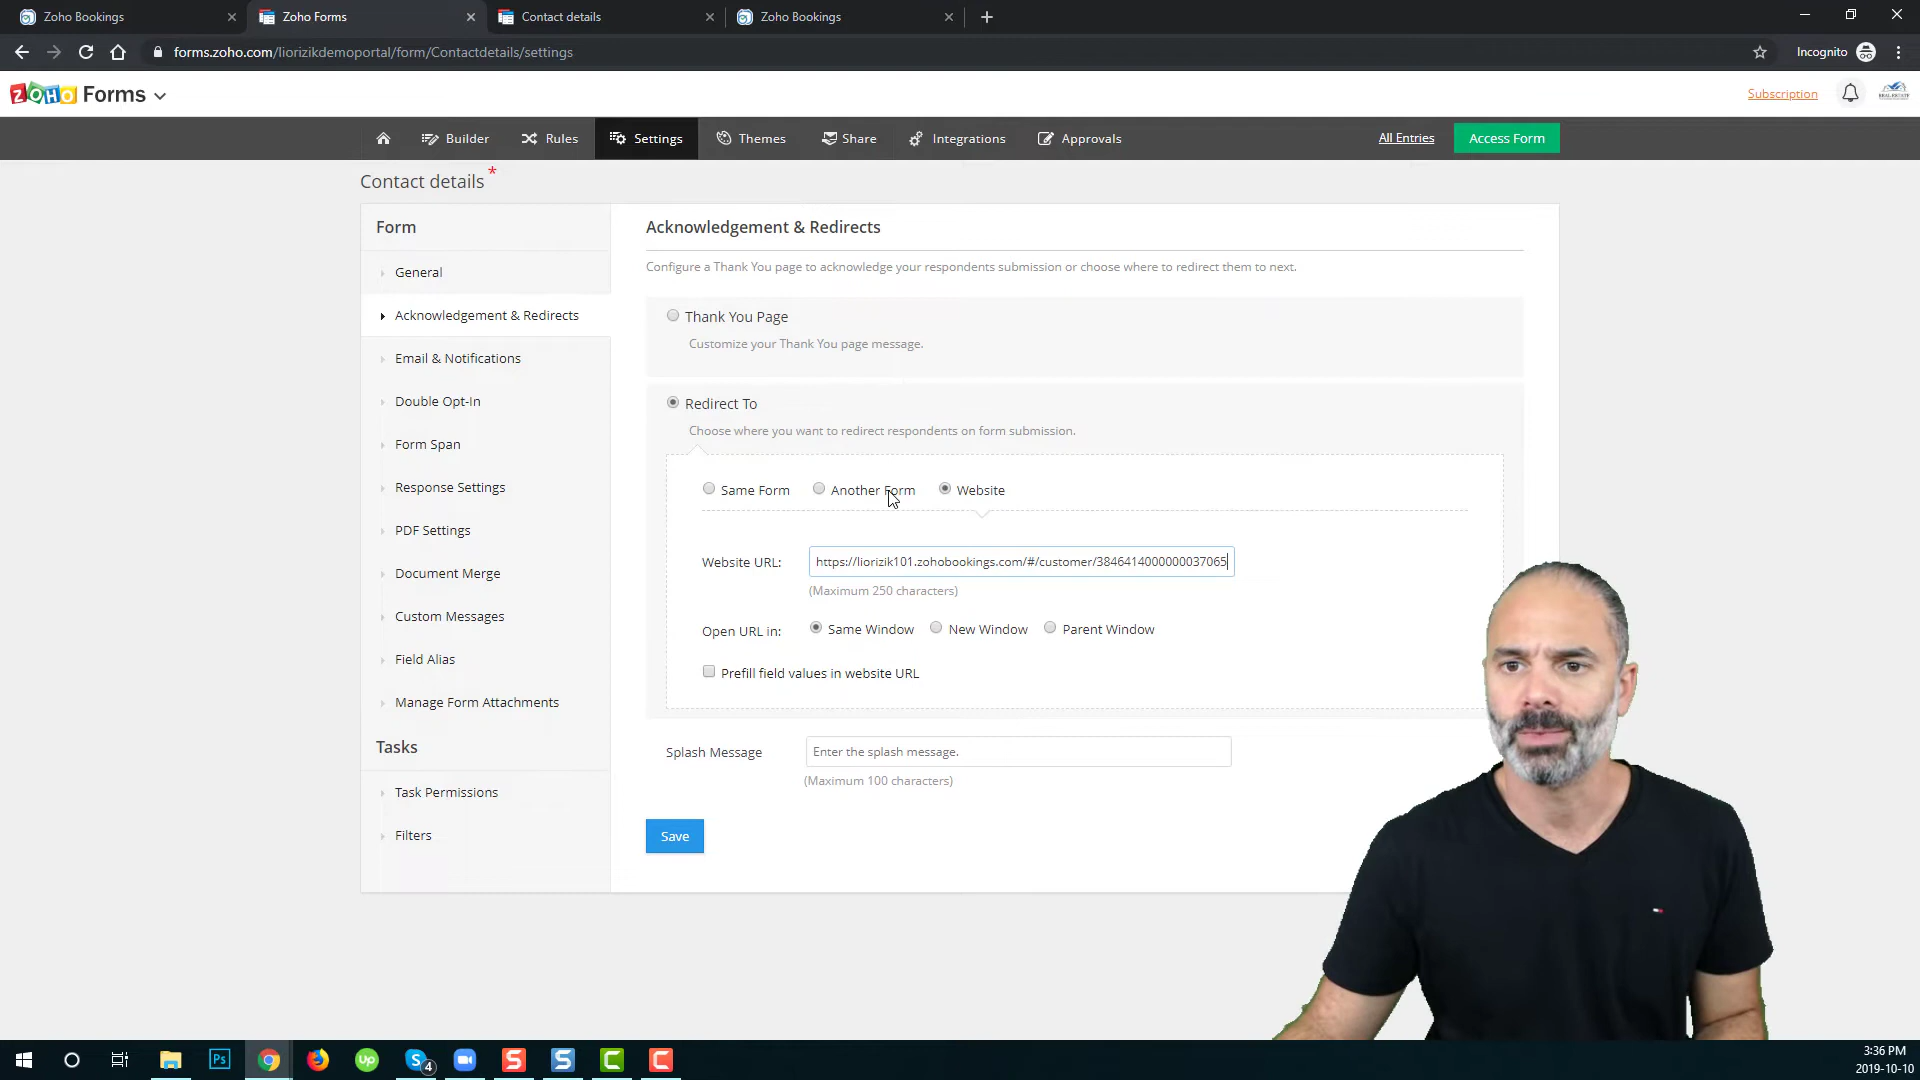 Zoho Bookings
Zoho Forms
Contact details
Zoho Bookings
forms.zoho.com/liorizikdemoportal/form/Contactdetails/settings
Incognito
ZOHO Forms
Subscription
Builder
Rules
Settings
Themes
Share
Integrations
Approvals
All Entries
Access Form
Contact details *
Form
General
Acknowledgement & Redirects
Email & Notifications
Double Opt-In
Form Span
Response Settings
PDF Settings
Document Merge
Custom Messages
Field Alias
Manage Form Attachments
Tasks
Task Permissions
Filters
Acknowledgement & Redirects
Configure a Thank You page to acknowledge your respondents submission or choose where to redirect them to next.
Thank You Page
Customize your Thank You page message.
Redirect To
Choose where you want to redirect respondents on form submission.
Same Form
Another Form
Website
Website URL:
https://liorizik101.zohobookings.com/#/customer/3846414000000037065
(Maximum 250 characters)
Open URL in:
Same Window
New Window
Parent Window
Prefill field values in website URL
Splash Message
Enter the splash message.
(Maximum 100 characters)
Save
Ps
Up
S
4
S
S
C
C
3:36 PM
2019-10-10